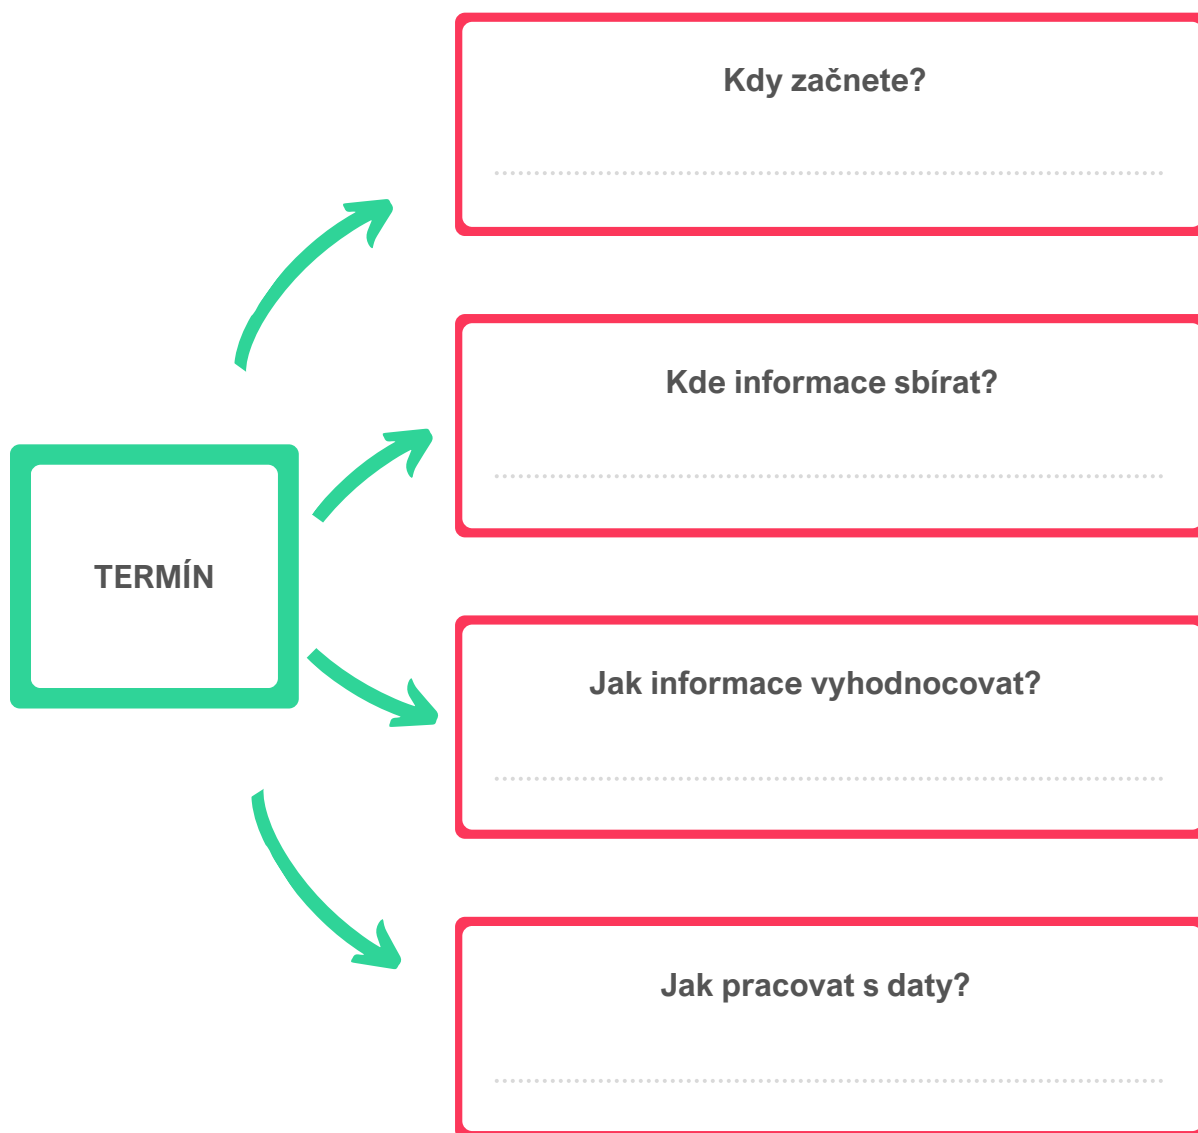 Kdy začnete?
Kde informace sbírat?
TERMÍN
Jak informace vyhodnocovat?
Jak pracovat s daty?